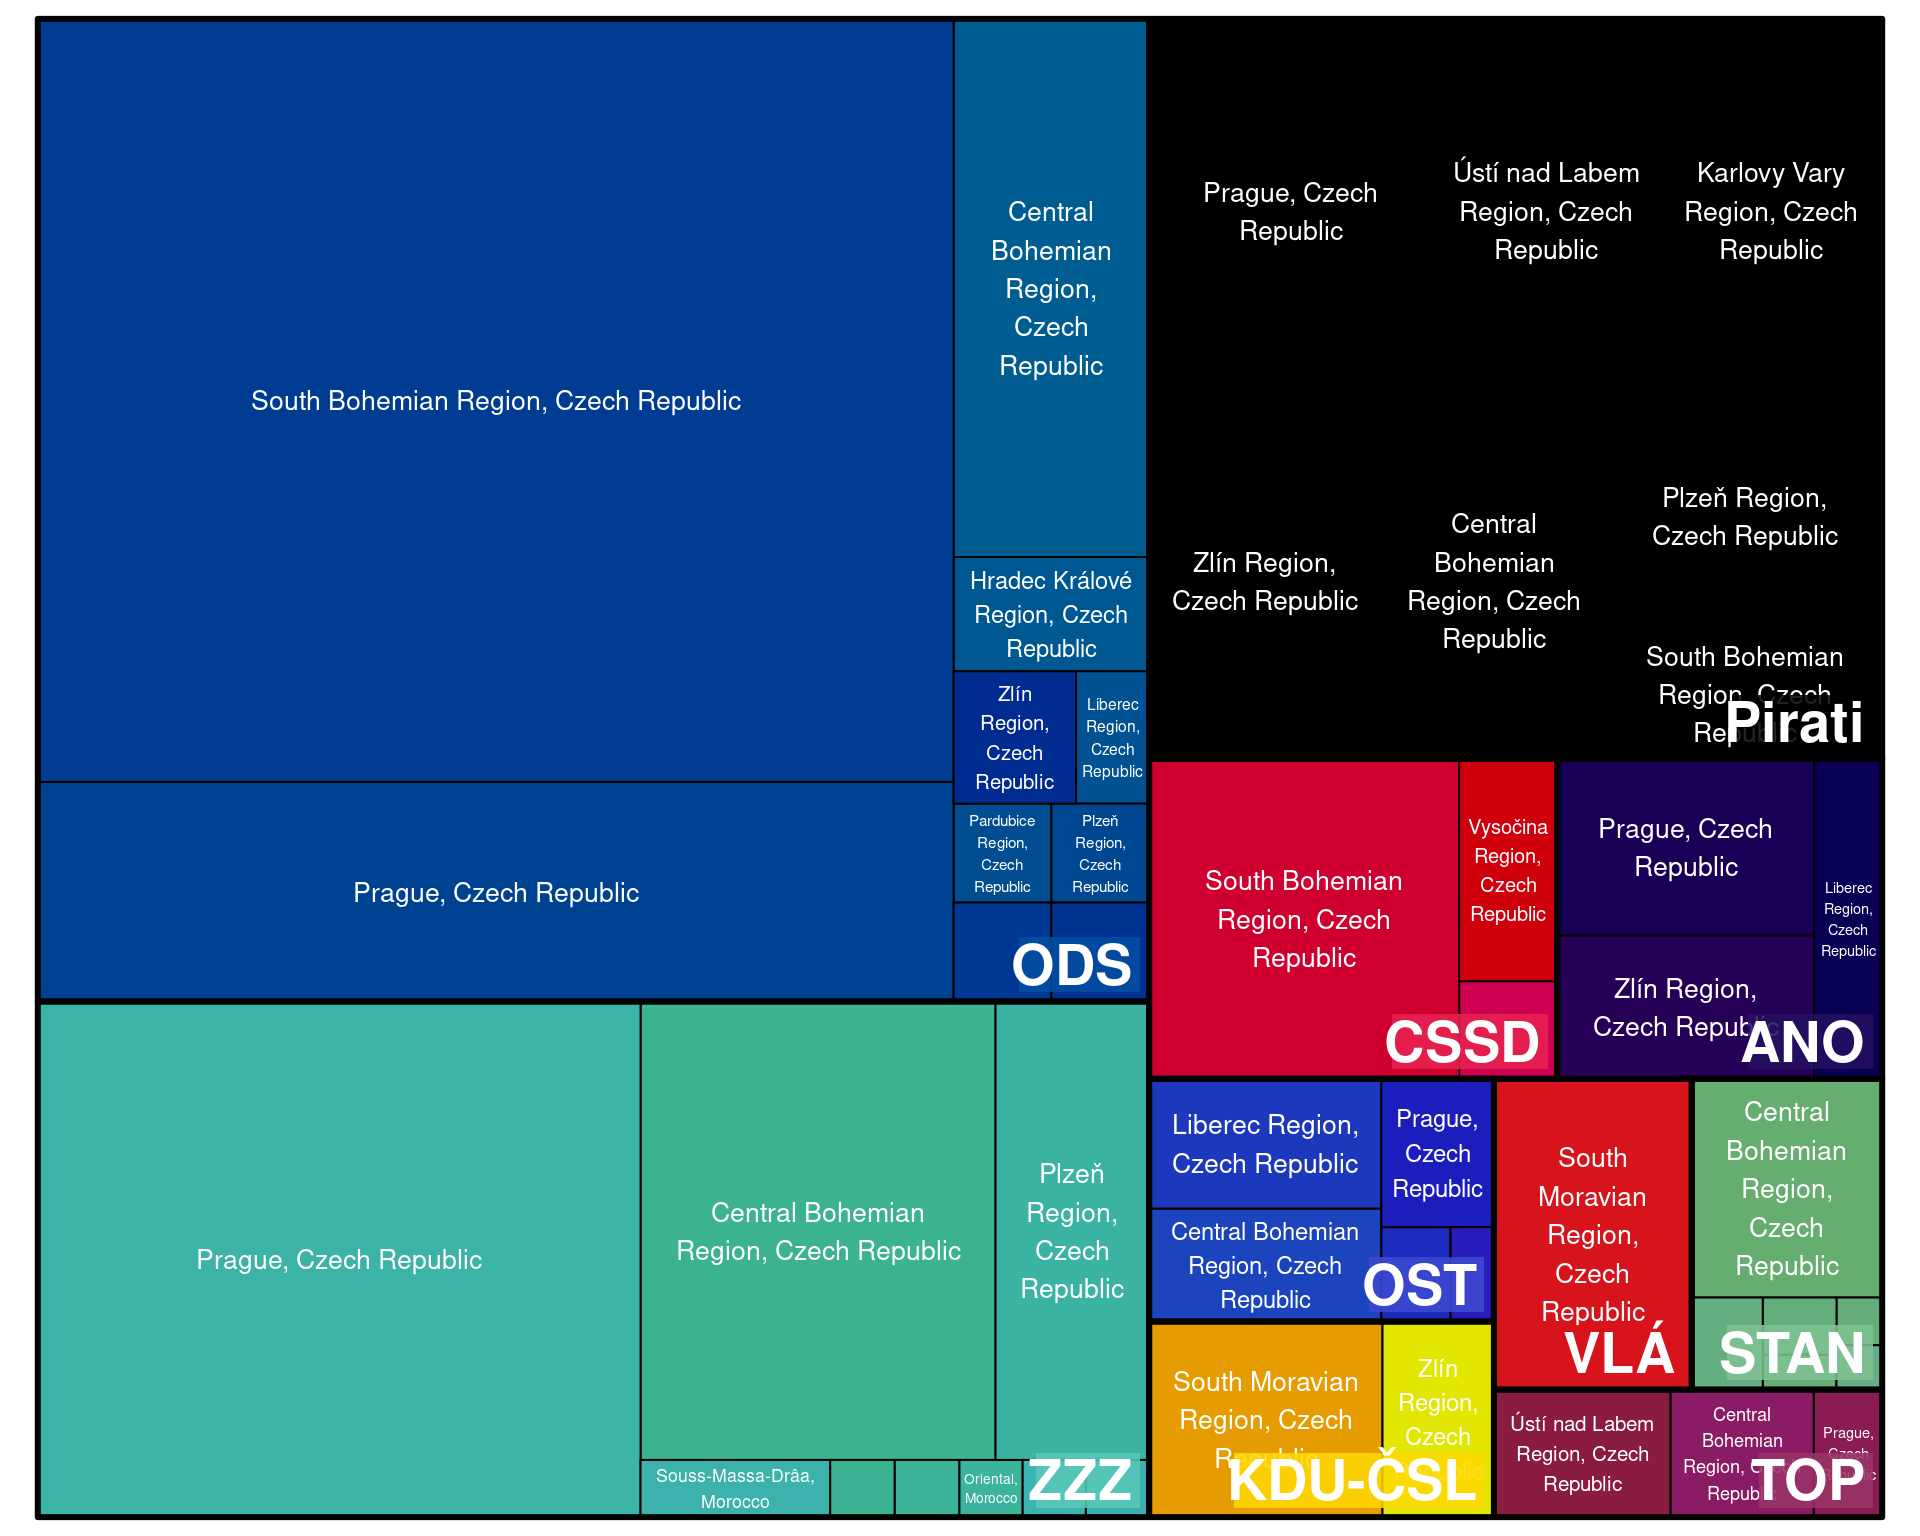 South Bohemian Region, Czech Republic
Prague, Czech Republic
Central
Bohemian
Region,
Czech
Republic
Hradec Králové
Region, Czech
Republic
Zlín
Region,
Czech
Republic
Liberec
Region,
Czech
Republic
Pardubice
Region,
Czech
Republic
Plzeň
Region,
Czech
Republic
ODS
Prague, Czech
Republic
Ústí nad Labem
Region, Czech
Republic
Karlovy Vary
Region, Czech
Republic
Zlín Region,
Czech Republic
Central
Bohemian
Region, Czech
Republic
Plzeň Region,
Czech Republic
South Bohemian
Region, Czech
Republic
Pirati
South Bohemian
Region, Czech
Republic
Vysočina
Region,
Czech
Republic
CSSD
Prague, Czech
Republic
Zlín Region,
Czech Republic
Liberec
Region,
Czech
Republic
ANO
Prague, Czech Republic
Central Bohemian
Region, Czech Republic
Plzeň
Region,
Czech
Republic
Souss-Massa-Drâa,
Morocco
Oriental,
Morocco
ZZZ
Liberec Region,
Czech Republic
Prague,
Czech
Republic
Central Bohemian
Region, Czech
Republic
OST
South
Moravian
Region,
Czech
Republic
VLÁ
Central
Bohemian
Region,
Czech
Republic
STAN
South Moravian
Region, Czech
Republic
Zlín
Region,
Czech
KDU-ČSL
Ústí nad Labem
Region, Czech
Republic
Central
Bohemian
Region, Czech
Republic
Prague,
Czech
TOP